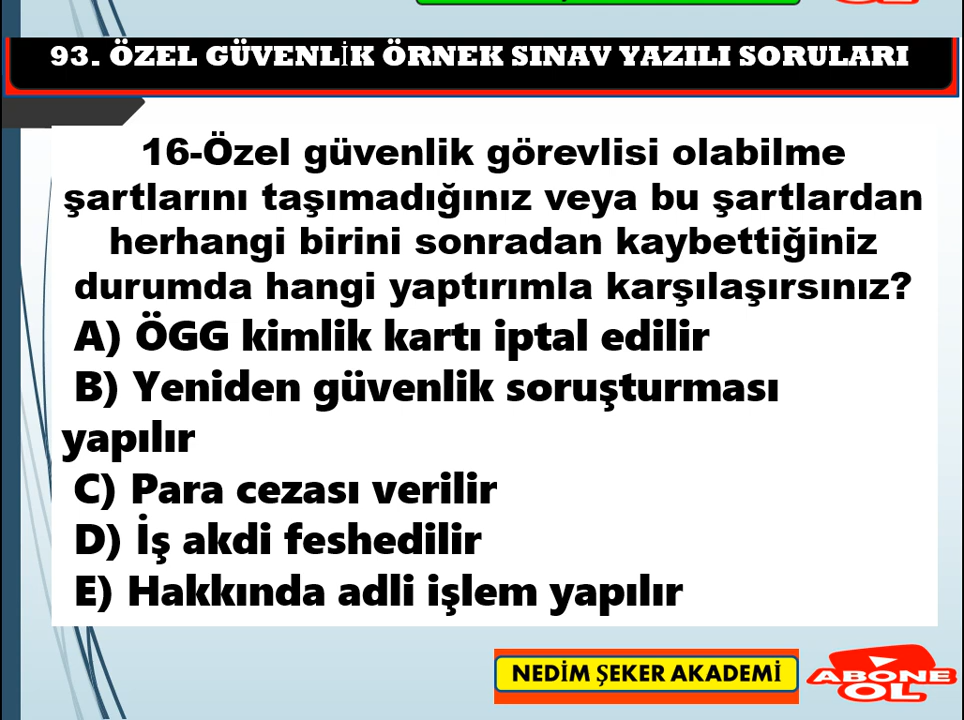 93. ÖZEL GÜVENLİK ÖRNEK SINAV YAZILI SORULARI
16-Özel güvenlik görevlisi olabilme
şartlarını taşımadığınız veya bu şartlardan
herhangi birini sonradan kaybettiğiniz
durumda hangi yaptırımla karşılaşırsınız?
A) ÖGG kimlik kartı iptal edilir
B) Yeniden güvenlik soruşturması
yapılır
C) Para cezası verilir
D) İş akdi feshedilir
E) Hakkında adli işlem yapılır
NEDİM ŞEKER AKADEMİ
ABONE
OL